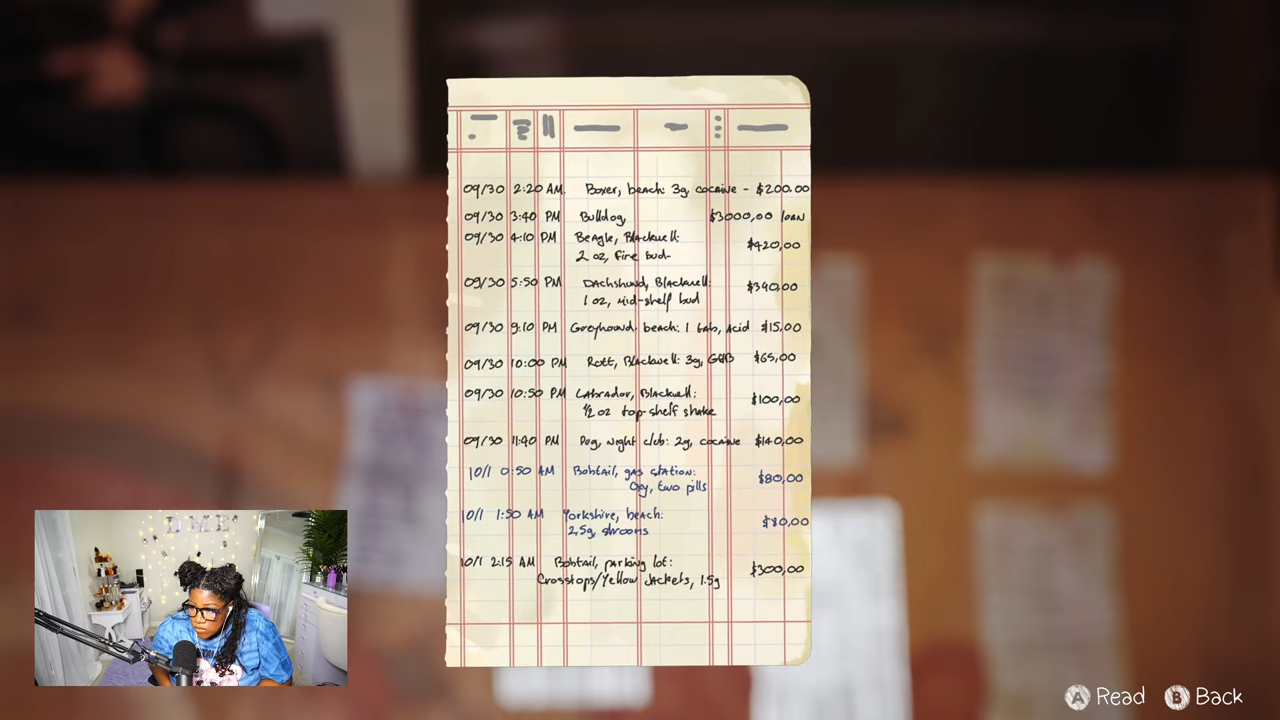 09/30 2:20 AM. Boxer, beach: 3g, cocaine - $200.00
09/30 3:40 PM Bulldog, $3000,00 loan
09/30 4:10 PM Beagle, Blackwell:
2 oz, fire bud- $420,00
09/30 5:50 PM Dachshund, Blackwell: $340,00
1 oz, mid-shelf bud
09/30 9:10 PM Greyhound, beach: 1 tab, acid $15.00
09/30 10:00 PM Rott, Blackwell: 3g, GHB $65,00
09/30 10:50 PM Labrador, Blackwell: $100,00
½ oz top-shelf shake
09/30 11:40 PM Pug, night club: 2g, cocaine $140,00
10/1 0:50 AM Bobtail, gas station: $80,00
Oxy, two pills
10/1 1:50 AM Yorkshire, beach:
2,5g, shrooms $80,00
10/1 2:15 AM Bobtail, parking lot: $300,00
Crosstops/Yellow Jackets, 1.5g
A Read B Back